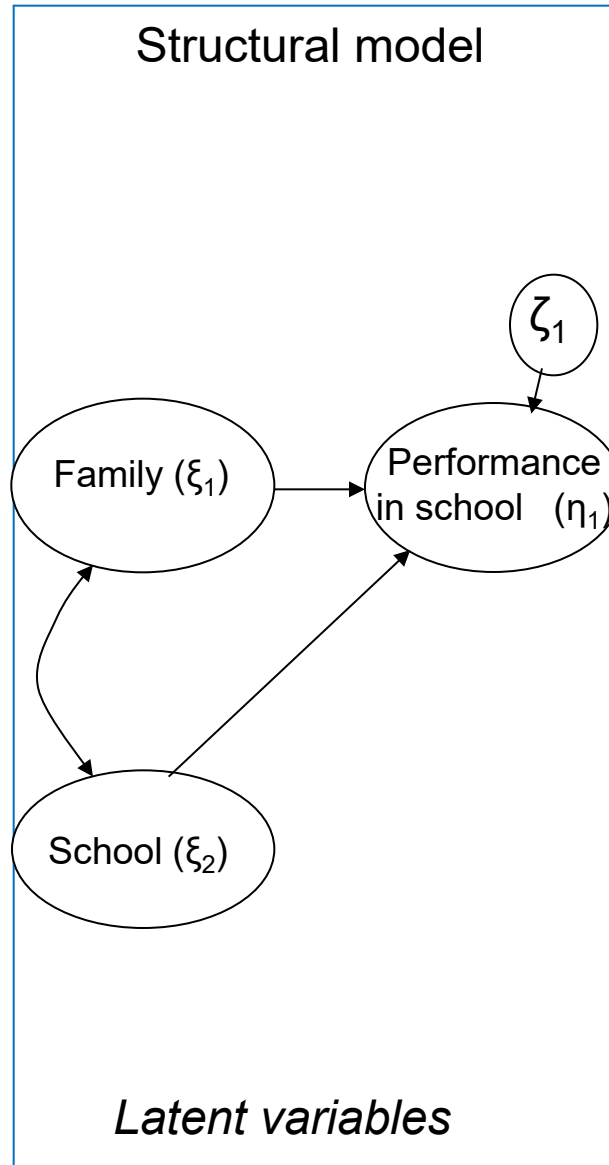 Structural model
ζ₁
Family (ξ₁)
Performance
in school (η₁)
School (ξ₂)
Latent variables